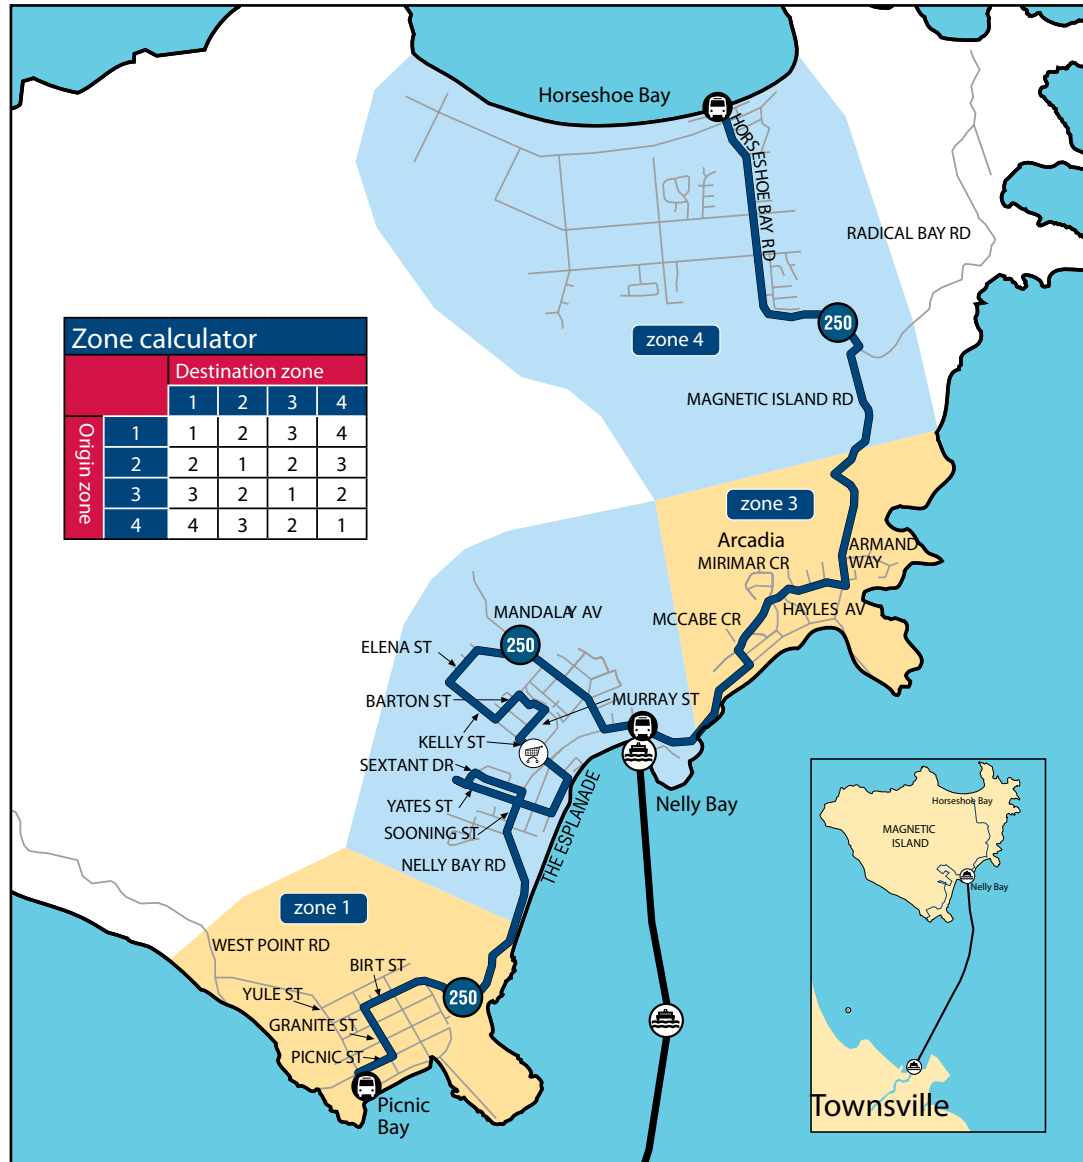 Horseshoe Bay
HORSESHOE BAY RD
RADICAL BAY RD
250
zone 4
MAGNETIC ISLAND RD
Zone calculator
Destination zone
1 2 3 4
Origin zone
1 1 2 3 4
2 2 1 2 3
3 3 2 1 2
4 4 3 2 1
zone 3
Arcadia
MIRIMAR CR
ARMAND
WAY
HAYLES AV
MCCABE CR
MANDALAY AV
250
ELENA ST
BARTON ST
MURRAY ST
KELLY ST
SEXTANT DR
YATES ST
SOONING ST
NELLY BAY RD
THE ESPLANADE
Nelly Bay
zone 1
WEST POINT RD
BIRT ST
YULE ST
250
GRANITE ST
PICNIC ST
Picnic
Bay
Horseshoe Bay
MAGNETIC
ISLAND
Nelly Bay
Townsville